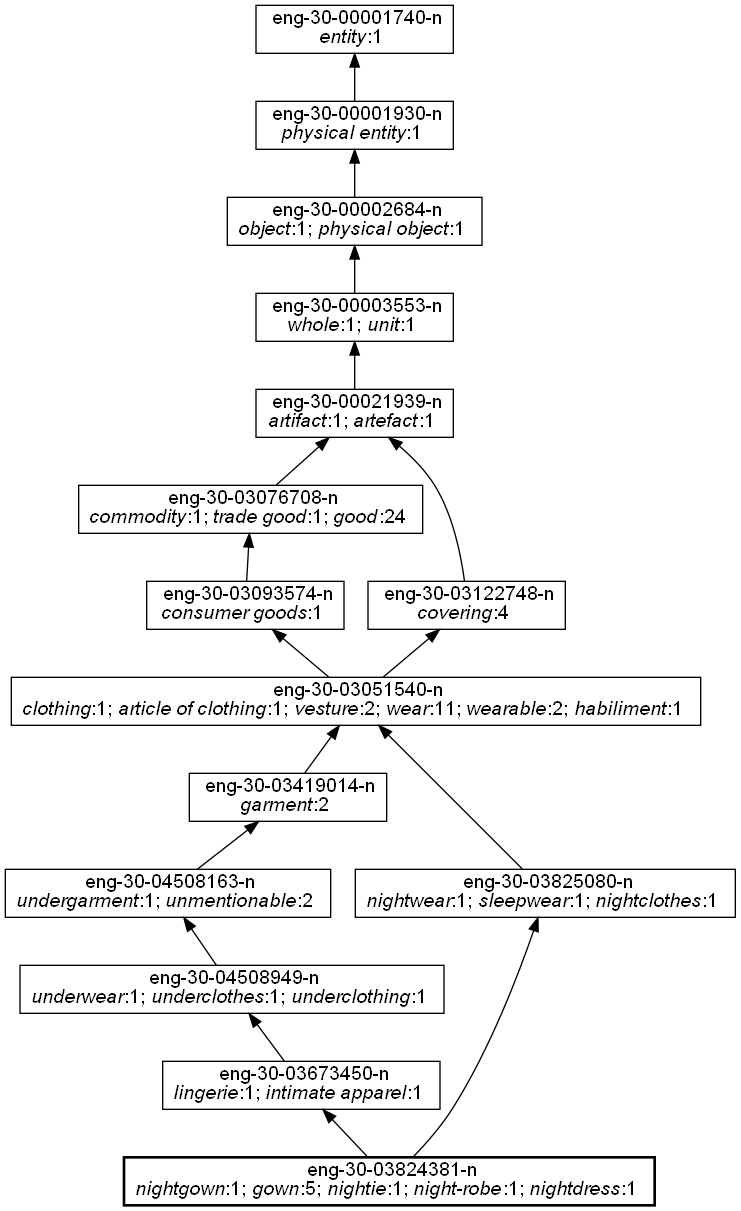 eng-30-00001740-n
entity:1
eng-30-00001930-n
physical entity:1
eng-30-00002684-n
object:1; physical object:1
eng-30-00003553-n
whole:1; unit:1
eng-30-00021939-n
artifact:1; artefact:1
eng-30-03076708-n
commodity:1; trade good:1; good:24
eng-30-03093574-n
consumer goods:1
eng-30-03122748-n
covering:4
eng-30-03051540-n
clothing:1; article of clothing:1; vesture:2; wear:11; wearable:2; habiliment:1
eng-30-03419014-n
garment:2
eng-30-04508163-n
undergarment:1; unmentionable:2
eng-30-03825080-n
nightwear:1; sleepwear:1; nightclothes:1
eng-30-04508949-n
underwear:1; underclothes:1; underclothing:1
eng-30-03673450-n
lingerie:1; intimate apparel:1
eng-30-03824381-n
nightgown:1; gown:5; nightie:1; night-robe:1; nightdress:1